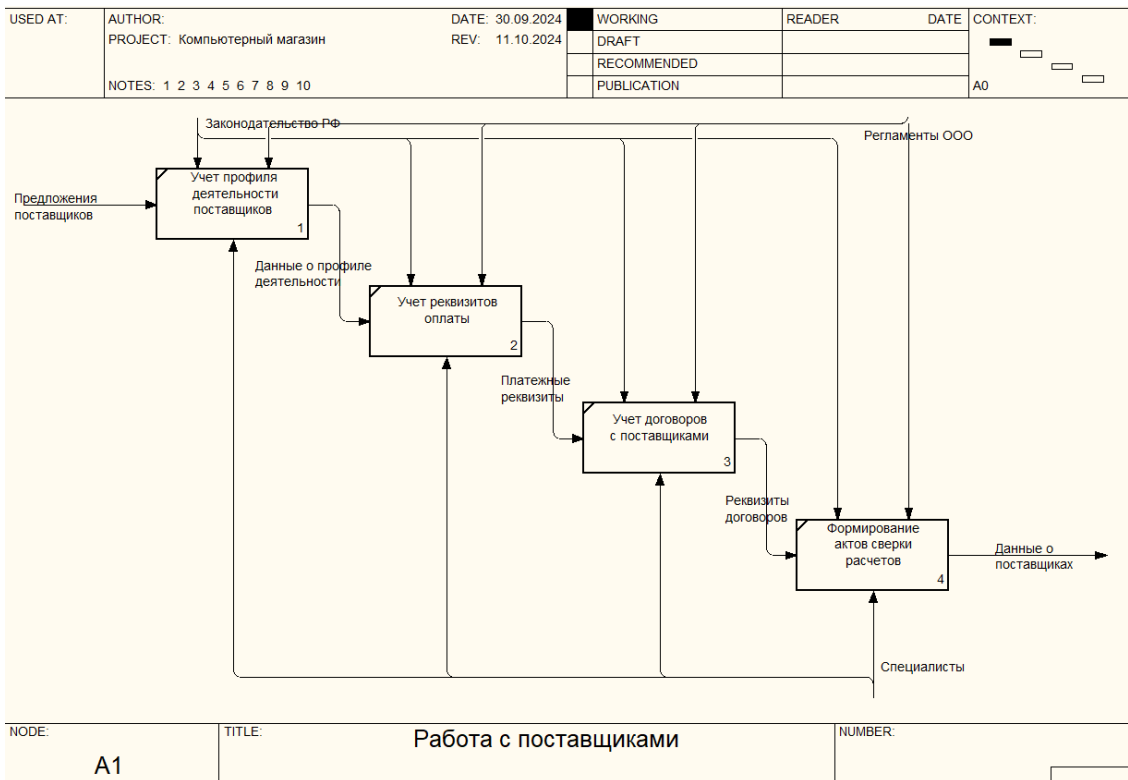 USED AT:
AUTHOR:
DATE: 30.09.2024
WORKING
READER
DATE
CONTEXT:
PROJECT: Компьютерный магазин
REV: 11.10.2024
DRAFT
RECOMMENDED
NOTES: 1 2 3 4 5 6 7 8 9 10
PUBLICATION
A0
Законодательство РФ
Регламенты ООО
Предложения
поставщиков
Учет профиля
деятельности
поставщиков
1
Данные о профиле
деятельности
Учет реквизитов
оплаты
2
Платежные
реквизиты
Учет договоров
с поставщиками
3
Реквизиты
договоров
Формирование
актов сверки
расчетов
4
Данные о
поставщиках
Специалисты
NODE:
A1
TITLE:
Работа с поставщиками
NUMBER: